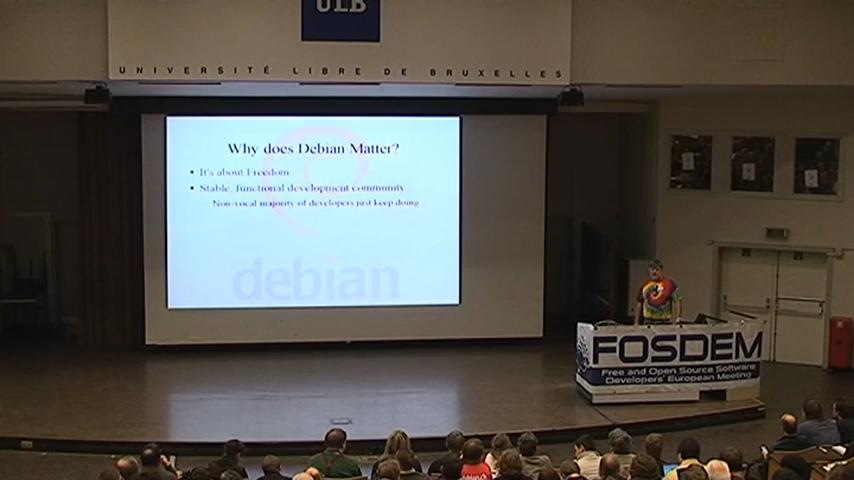 ULB
UNIVERSITÉ LIBRE DE BRUXELLES
Why does Debian Matter?
• It's about Freedom
• Stable, functional development community
– Non-vocal majority of developers just keep doing
debian
FOSDEM
Free and Open Source Software
Developers' European Meeting